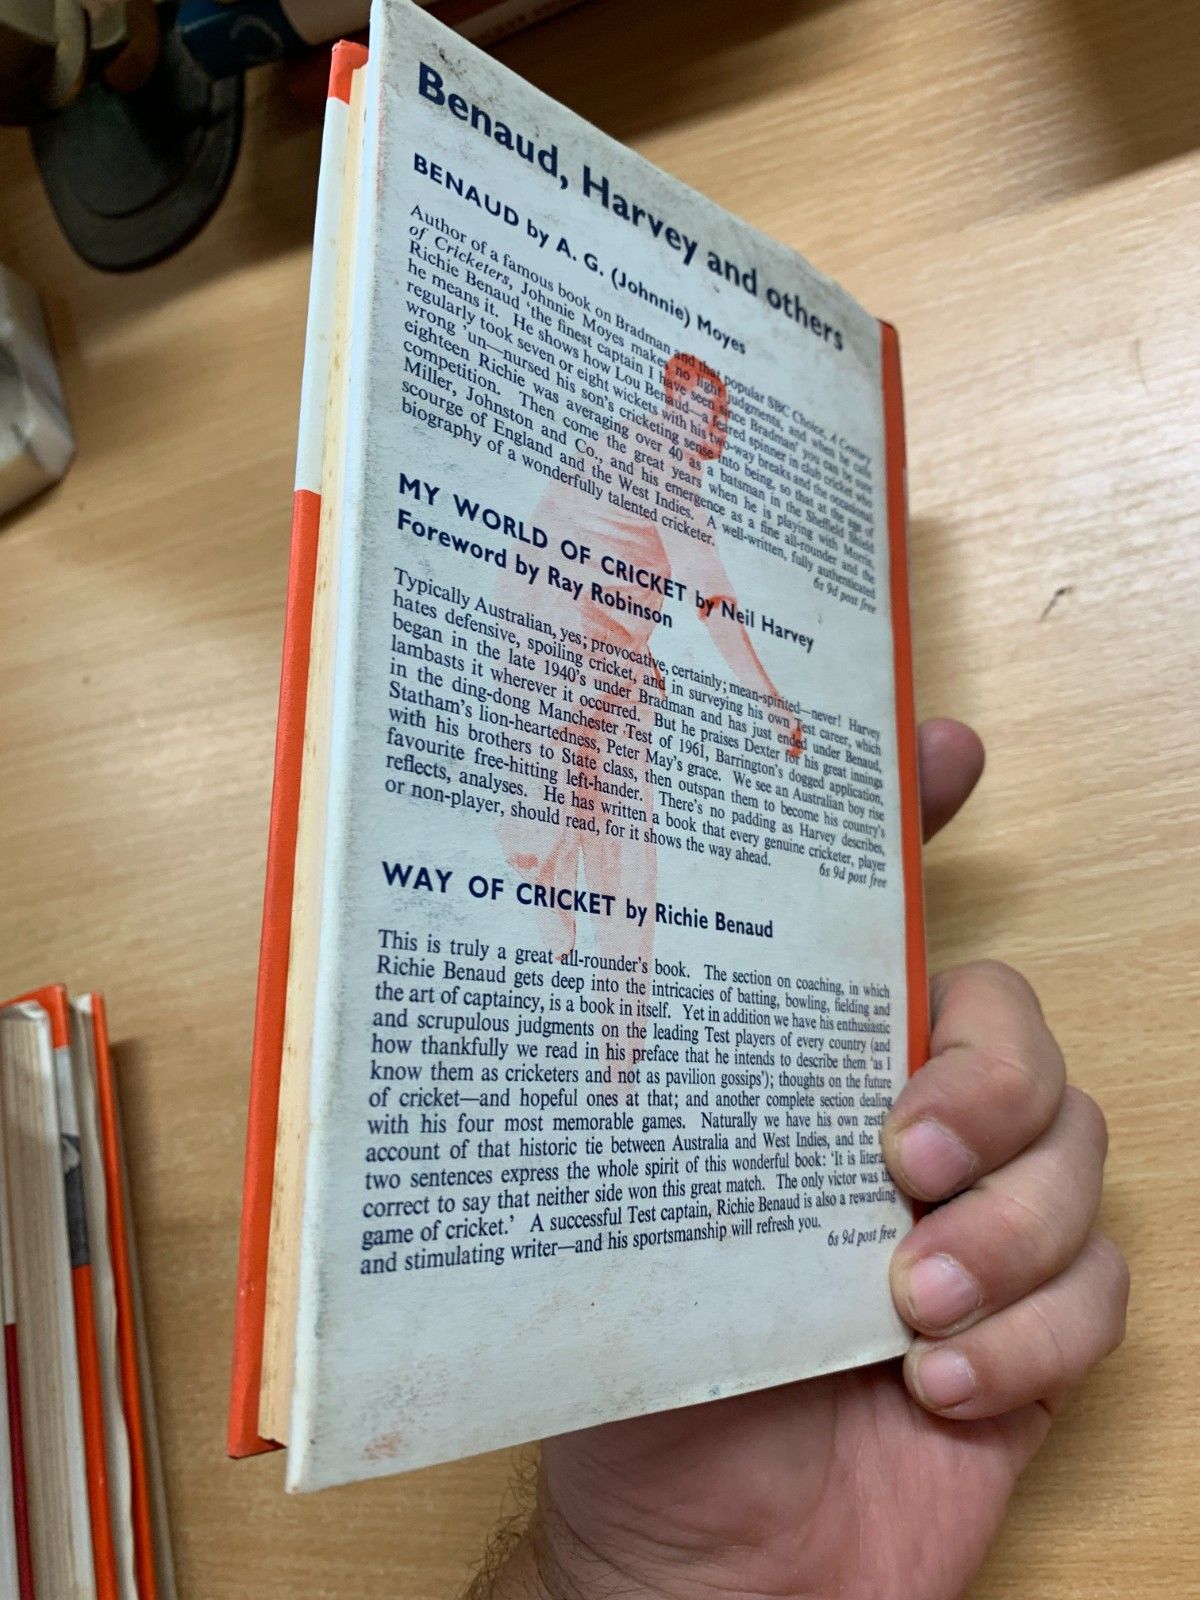 Benaud, Harvey and others
BENAUD by A. G. (Johnnie) Moyes
Author of a famous book on Bradman and that popular SBC Choice, A Century
of Cricketers, Johnnie Moyes makes no light judgments, and when he calls
Richie Benaud 'the finest captain I have seen since Bradman' you can be sure
he means it. He shows how Lou Benaud—a feared spinner in club cricket who
regularly took seven or eight wickets with his two-way breaks and the occasional
wrong 'un—nursed his son's cricketing sense into being, so that at the age of
eighteen Richie was averaging over 40 as a batsman in the Sheffield Shield
competition. Then come the great years when he is playing with Morris,
Miller, Johnston and Co., and his emergence as a fine all-rounder and the
scourge of England and the West Indies. A well-written, fully authenticated
biography of a wonderfully talented cricketer.
6s 9d post free
MY WORLD OF CRICKET by Neil Harvey
Foreword by Ray Robinson
Typically Australian, yes; provocative, certainly; mean-spirited—never! Harvey
hates defensive, spoiling cricket, and in surveying his own Test career, which
began in the late 1940's under Bradman and has just ended under Benaud,
lambasts it wherever it occurred. But he praises Dexter for his great innings
in the ding-dong Manchester Test of 1961, Barrington's dogged application,
Statham's lion-heartedness, Peter May's grace. We see an Australian boy rise
with his brothers to State class, then outspan them to become his country's
favourite free-hitting left-hander. There's no padding as Harvey describes,
reflects, analyses. He has written a book that every genuine cricketer, player
or non-player, should read, for it shows the way ahead.
6s 9d post free
WAY OF CRICKET by Richie Benaud
This is truly a great all-rounder's book. The section on coaching, in which
Richie Benaud gets deep into the intricacies of batting, bowling, fielding and
the art of captaincy, is a book in itself. Yet in addition we have his enthusiastic
and scrupulous judgments on the leading Test players of every country (and
how thankfully we read in his preface that he intends to describe them 'as I
know them as cricketers and not as pavilion gossips'); thoughts on the future
of cricket—and hopeful ones at that; and another complete section dealing
with his four most memorable games. Naturally we have his own zestf
account of that historic tie between Australia and West Indies, and the l
two sentences express the whole spirit of this wonderful book: 'It is litera
correct to say that neither side won this great match. The only victor was th
game of cricket.' A successful Test captain, Richie Benaud is also a rewarding
and stimulating writer—and his sportsmanship will refresh you.
6s 9d post free